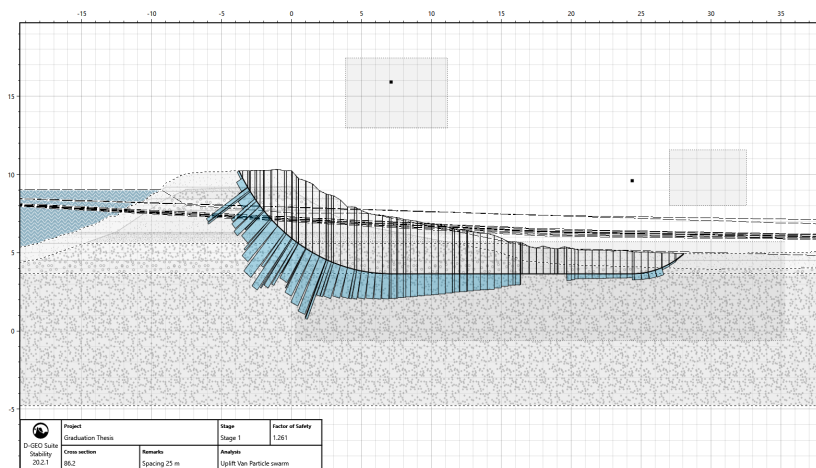 -15 -10 -5 0 5 10 15 20 25 30 35
15
10
5
0
-5
Project
Graduation Thesis
Stage
Stage 1
Factor of Safety
1.261
D-GEO Suite
Stability
20.2.1
Cross section
86.2
Remarks
Spacing 25 m
Analysis
Uplift Van Particle swarm